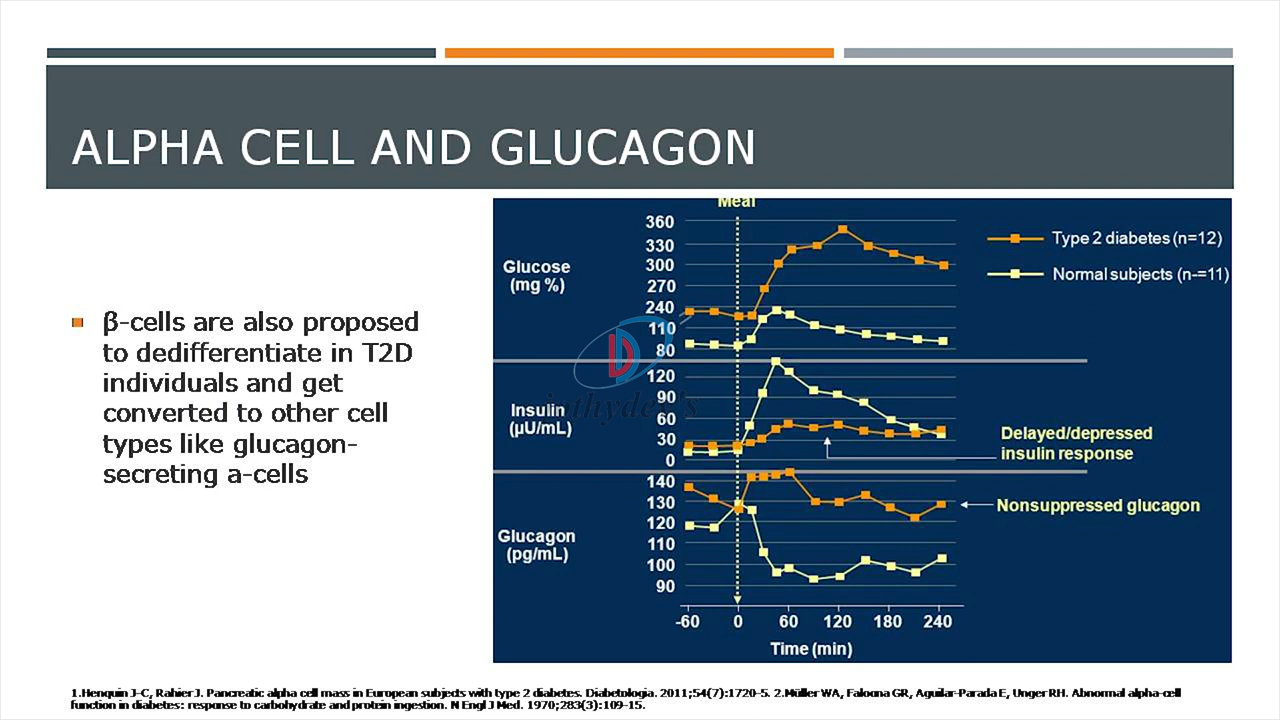 ALPHA CELL AND GLUCAGON
β-cells are also proposed
to dedifferentiate in T2D
individuals and get
converted to other cell
types like glucagon-
secreting a-cells
Meal
360
330
300
270
240
110
80
Glucose
(mg %)
Type 2 diabetes (n=12)
Normal subjects (n-=11)
120
90
60
30
0
Insulin
(µU/mL)
Delayed/depressed
insulin response
140
130
120
110
100
90
Glucagon
(pg/mL)
Nonsuppressed glucagon
-60 0 60 120 180 240
Time (min)
1.Henquin J-C, Rahier J. Pancreatic alpha cell mass in European subjects with type 2 diabetes. Diabetologia. 2011;54(7):1720-5. 2.Müller WA, Faloona GR, Aguilar-Parada E, Unger RH. Abnormal alpha-cell
function in diabetes: response to carbohydrate and protein ingestion. N Engl J Med. 1970;283(3):109-15.